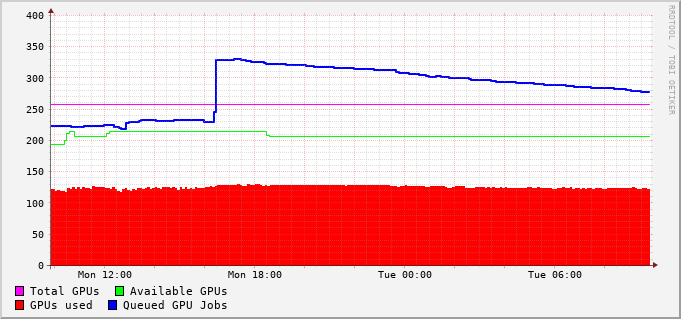 400
350
300
250
200
150
100
50
0
Mon 12:00 Mon 18:00 Tue 00:00 Tue 06:00
Total GPUs Available GPUs
GPUs used Queued GPU Jobs
RRDTOOL / TOBI OETIKER